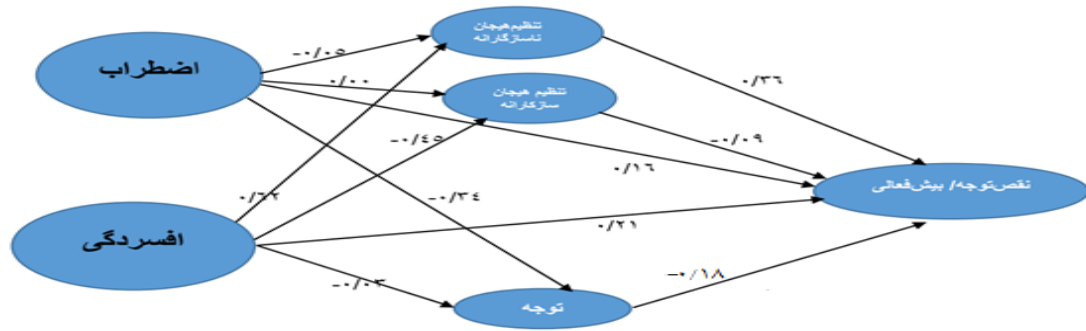 تنظیم‌هیجان
ناسازگارانه
اضطراب
-۰/۰۵
۰/۳۶
۰/۰۰
تنظیم هیجان
سازگارانه
-۰/۴۵
-۰/۰۹
۰/۱۶
نقص‌توجه/ بیش‌فعالی
۰/۶۲
-۰/۳۴
افسردگی
۰/۲۱
-۰/۱۸
توجه